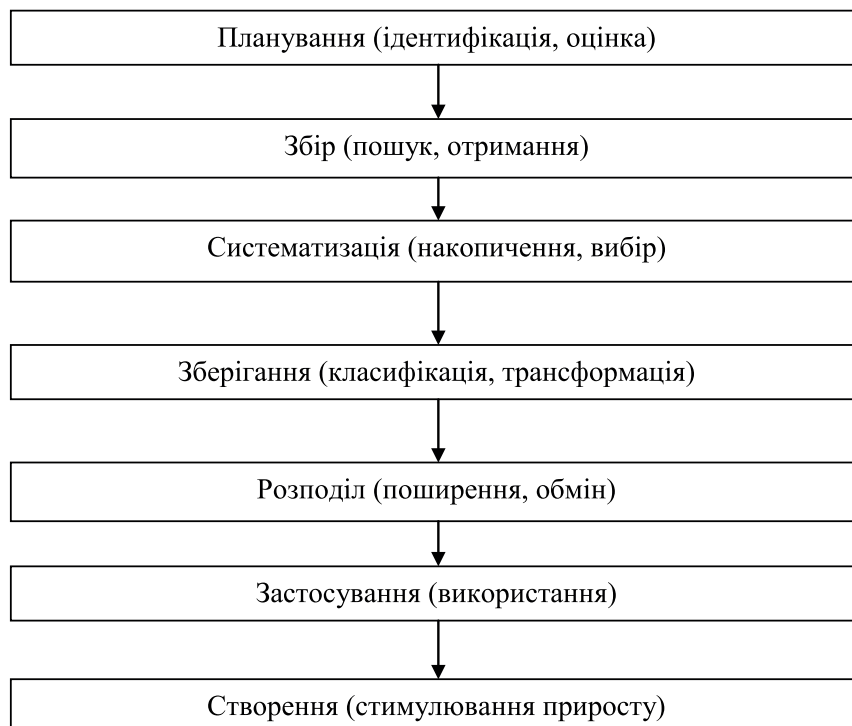 Планування (ідентифікація, оцінка)
Збір (пошук, отримання)
Систематизація (накопичення, вибір)
Зберігання (класифікація, трансформація)
Розподіл (поширення, обмін)
Застосування (використання)
Створення (стимулювання приросту)